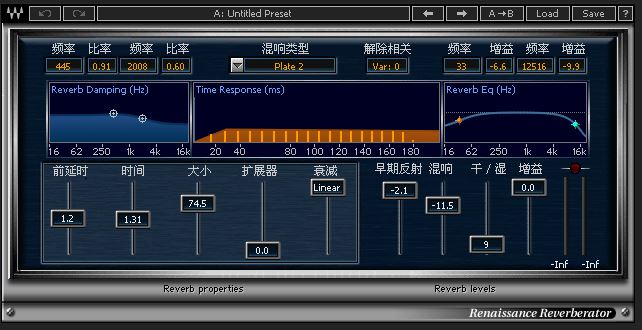 A: Untitled Preset A→B Load Save ?
频率 比率 频率 比率 混响类型 解除相关 频率 增益 频率 增益
445 0.91 2008 0.60 Plate 2 Var: 0 33 -6.6 12516 -9.9
Reverb Damping (Hz) Time Response (ms) Reverb Eq (Hz)
16 62 250 1k 4k 16k 20 40 80 100 120 140 160 180 16 62 250 1k 4k 16k
前延时 时间 大小 扩展器 衰减 早期反射 混响 干/湿 增益
1.2 1.31 74.5 0.0 Linear -2.1 -11.5 9 0.0
-Inf -Inf
Reverb properties Reverb levels
Renaissance Reverberator